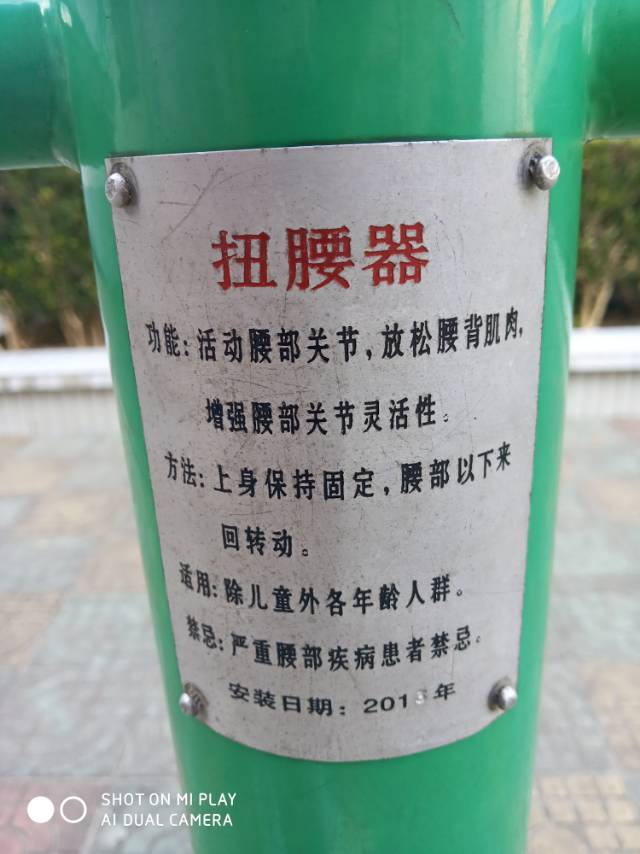 扭腰器
功能：活动腰部关节，放松腰背肌肉，
增强腰部关节灵活性。
方法：上身保持固定，腰部以下来
回转动。
适用：除儿童外各年龄人群。
禁忌：严重腰部疾病患者禁忌。
安装日期：201 年
SHOT ON MI PLAY
AI DUAL CAMERA